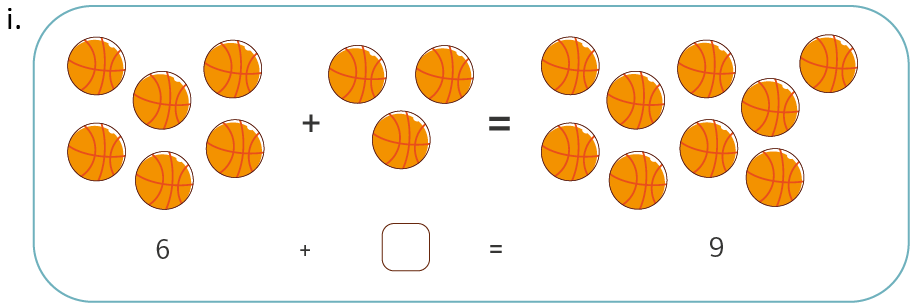 i.
+ =
6 + = 9